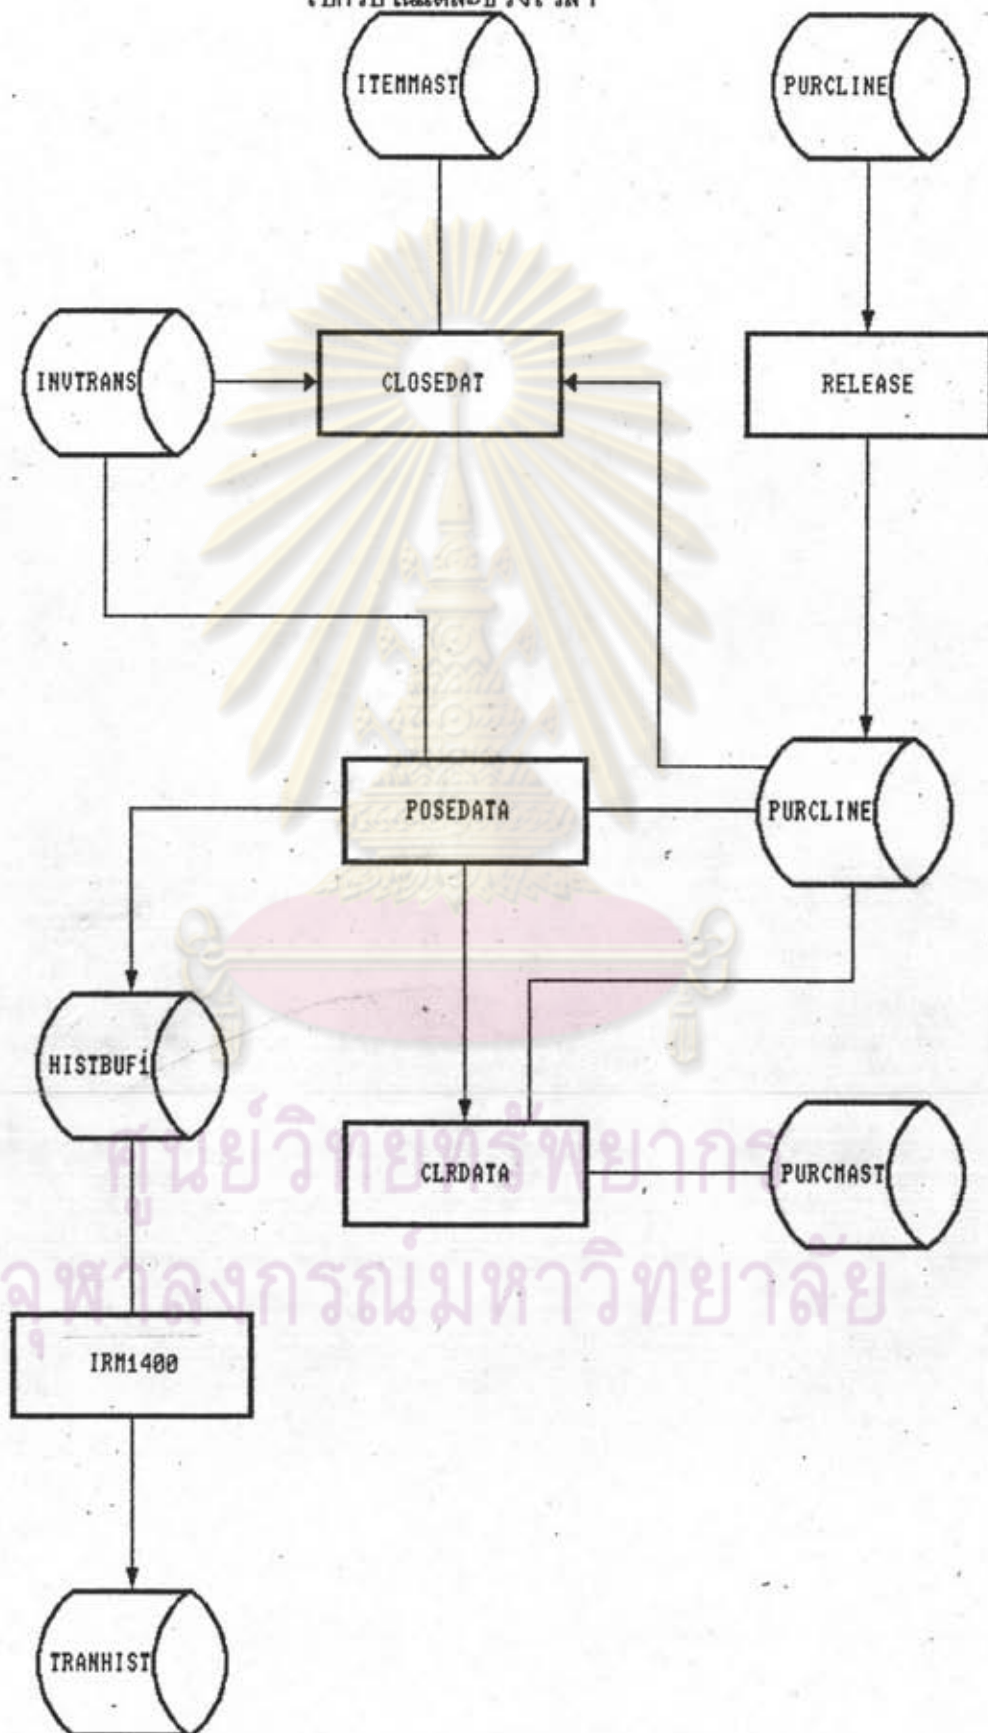 ITEMMAST
PURCLINE
INVTRANS
CLOSEDAT
RELEASE
POSEDATA
PURCLINE
HISTBUF1
CLRDATA
PURCMAST
ศูนย์วิทยทรัพยากร
จุฬาลงกรณ์มหาวิทยาลัย
IRM1400
TRANHIST